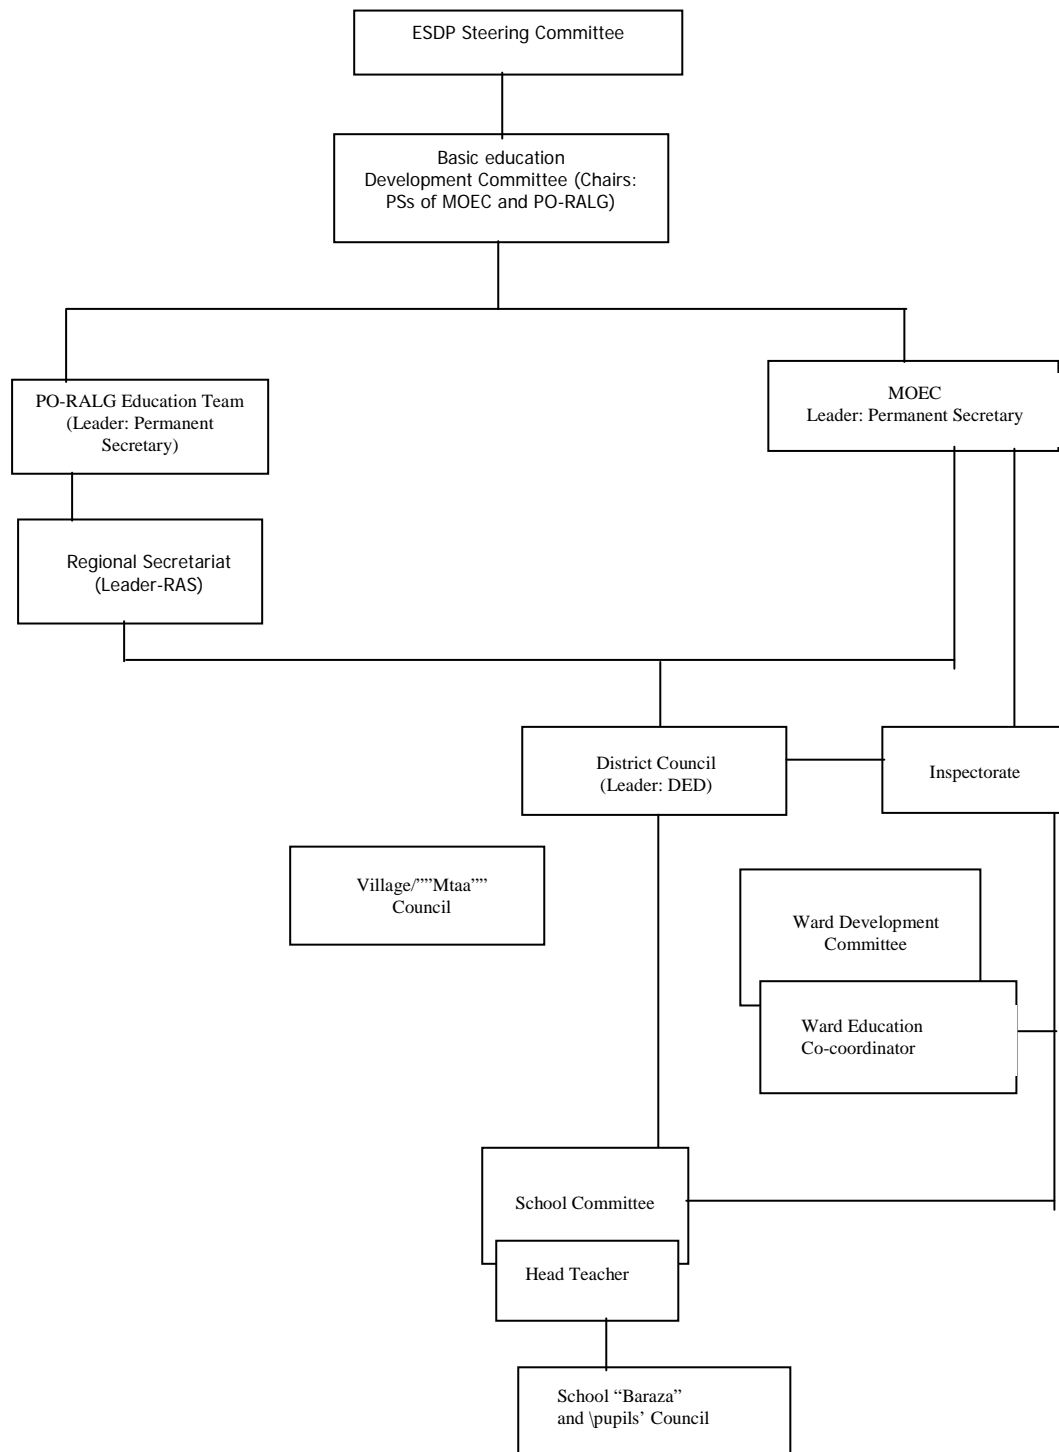 ESDP Steering Committee
Basic education
Development Committee (Chairs:
PSs of MOEC and PO-RALG)
PO-RALG Education Team
(Leader: Permanent
Secretary)
MOEC
Leader: Permanent Secretary
Regional Secretariat
(Leader-RAS)
District Council
(Leader: DED)
Inspectorate
Village/””Mtaa””
Council
Ward Development
Committee
Ward Education
Co-coordinator
School Committee
Head Teacher
School “Baraza”
and \pupils’ Council